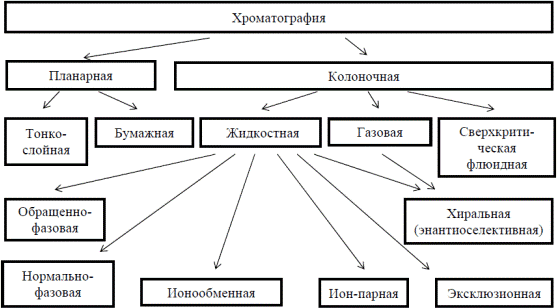 Хроматография
Планарная
Колоночная
Тонко-
слойная
Бумажная
Жидкостная
Газовая
Сверхкрити-
ческая
флюидная
Обращенно-
фазовая
Хиральная
(энантиоселективная)
Нормально-
фазовая
Ионообменная
Ион-парная
Эксклюзионная